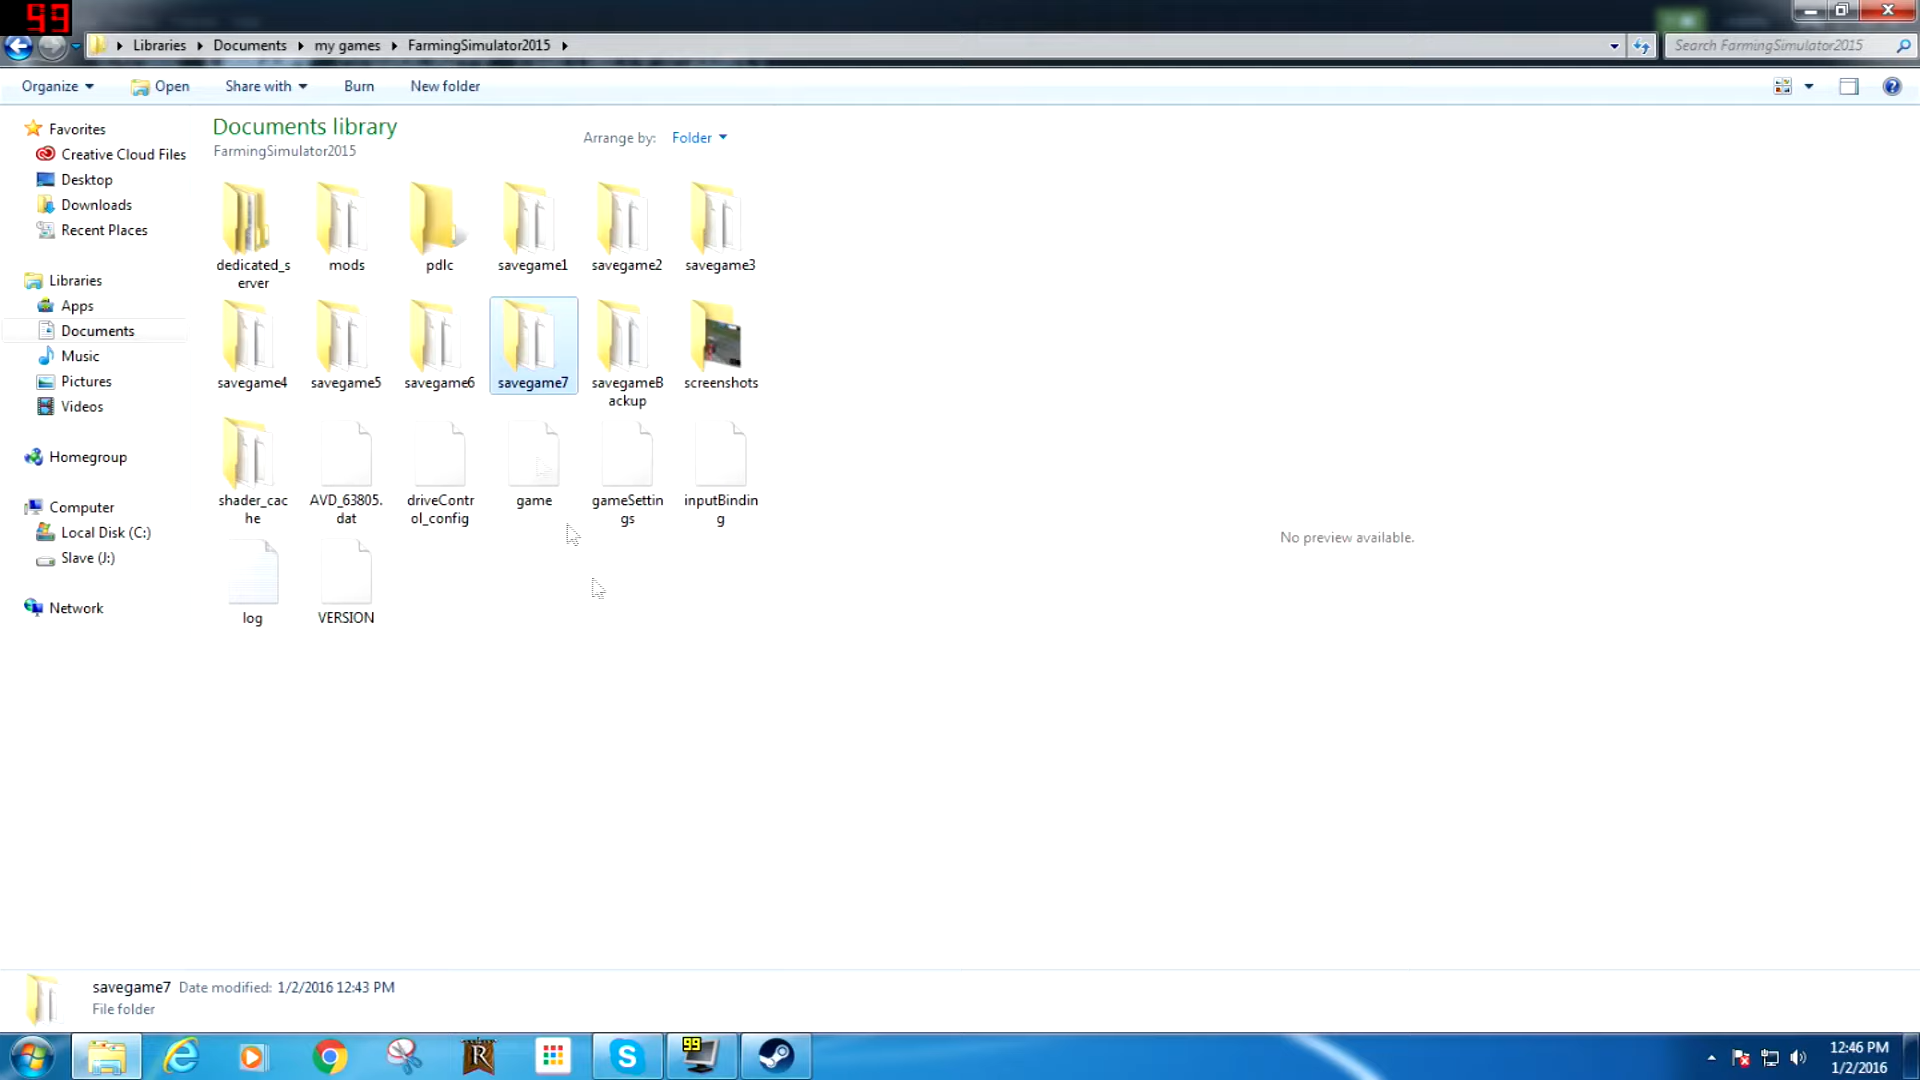 99
Libraries Documents my games FarmingSimulator2015
Search FarmingSimulator2015
Organize Open Share with Burn New folder
Documents library
FarmingSimulator2015
Arrange by: Folder
Favorites
Creative Cloud Files
Desktop
Downloads
Recent Places
Libraries
Apps
Documents
Music
Pictures
Videos
Homegroup
Computer
Local Disk (C:)
Slave (J:)
Network
dedicated_s
erver
mods
pdlc
savegame1
savegame2
savegame3
savegame4
savegame5
savegame6
savegame7
savegameB
ackup
screenshots
shader_cac
he
AVD_63805.
dat
driveContr
ol_config
game
gameSettin
gs
inputBindin
g
log
VERSION
No preview available.
savegame7 Date modified: 1/2/2016 12:43 PM
File folder
99
12:46 PM
1/2/2016